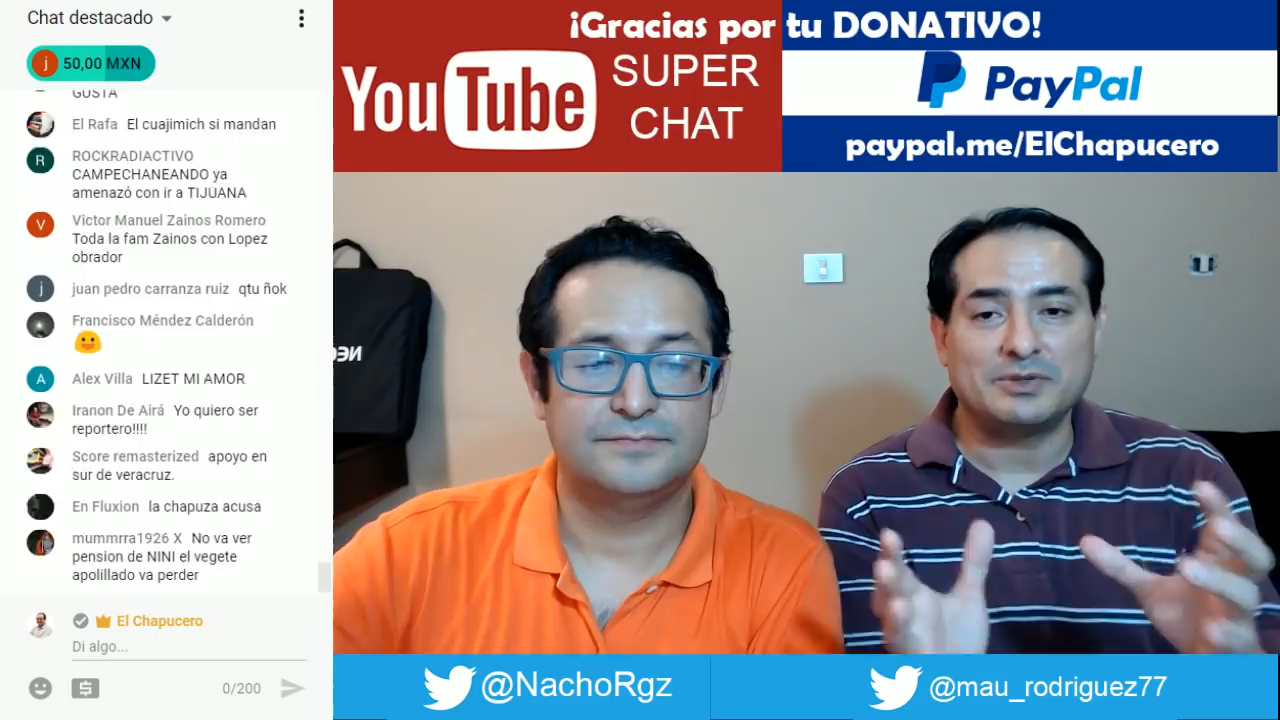 Chat destacado
j 50,00 MXN
GUSTA
El Rafa El cuajimich si mandan
R ROCKRADIACTIVO
CAMPECHANEANDO ya
amenazó con ir a TIJUANA
V Victor Manuel Zainos Romero
Toda la fam Zainos con Lopez
obrador
j juan pedro carranza ruiz qtu ñok
Francisco Méndez Calderón
A Alex Villa LIZET MI AMOR
Iranon De Airá Yo quiero ser
reportero!!!!
Score remasterized apoyo en
sur de veracruz.
En Fluxion la chapuza acusa
mummrra1926 X No va ver
pension de NINI el vegete
apolillado va perder
El Chapucero
Di algo...
0/200
¡Gracias por tu DONATIVO!
YouTube
SUPER
CHAT
PayPal
paypal.me/ElChapucero
@NachoRgz
@mau_rodriguez77